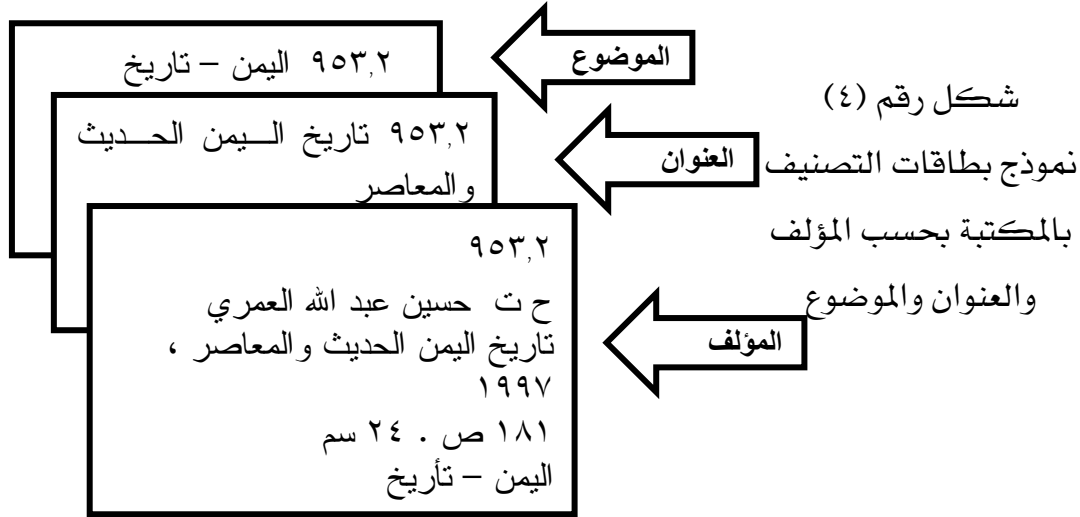 شكل رقم (٤)
نموذج بطاقات التصنيف
بالمكتبة بحسب المؤلف
والعنوان والموضوع
الموضوع
٩٥٣,٢ اليمن – تاريخ
العنوان
٩٥٣,٢ تاريخ اليمن الحديث
والمعاصر
المؤلف
٩٥٣,٢
ح ت حسين عبد الله العمري
تاريخ اليمن الحديث والمعاصر ،
١٩٩٧
١٨١ ص . ٢٤ سم
اليمن – تأريخ